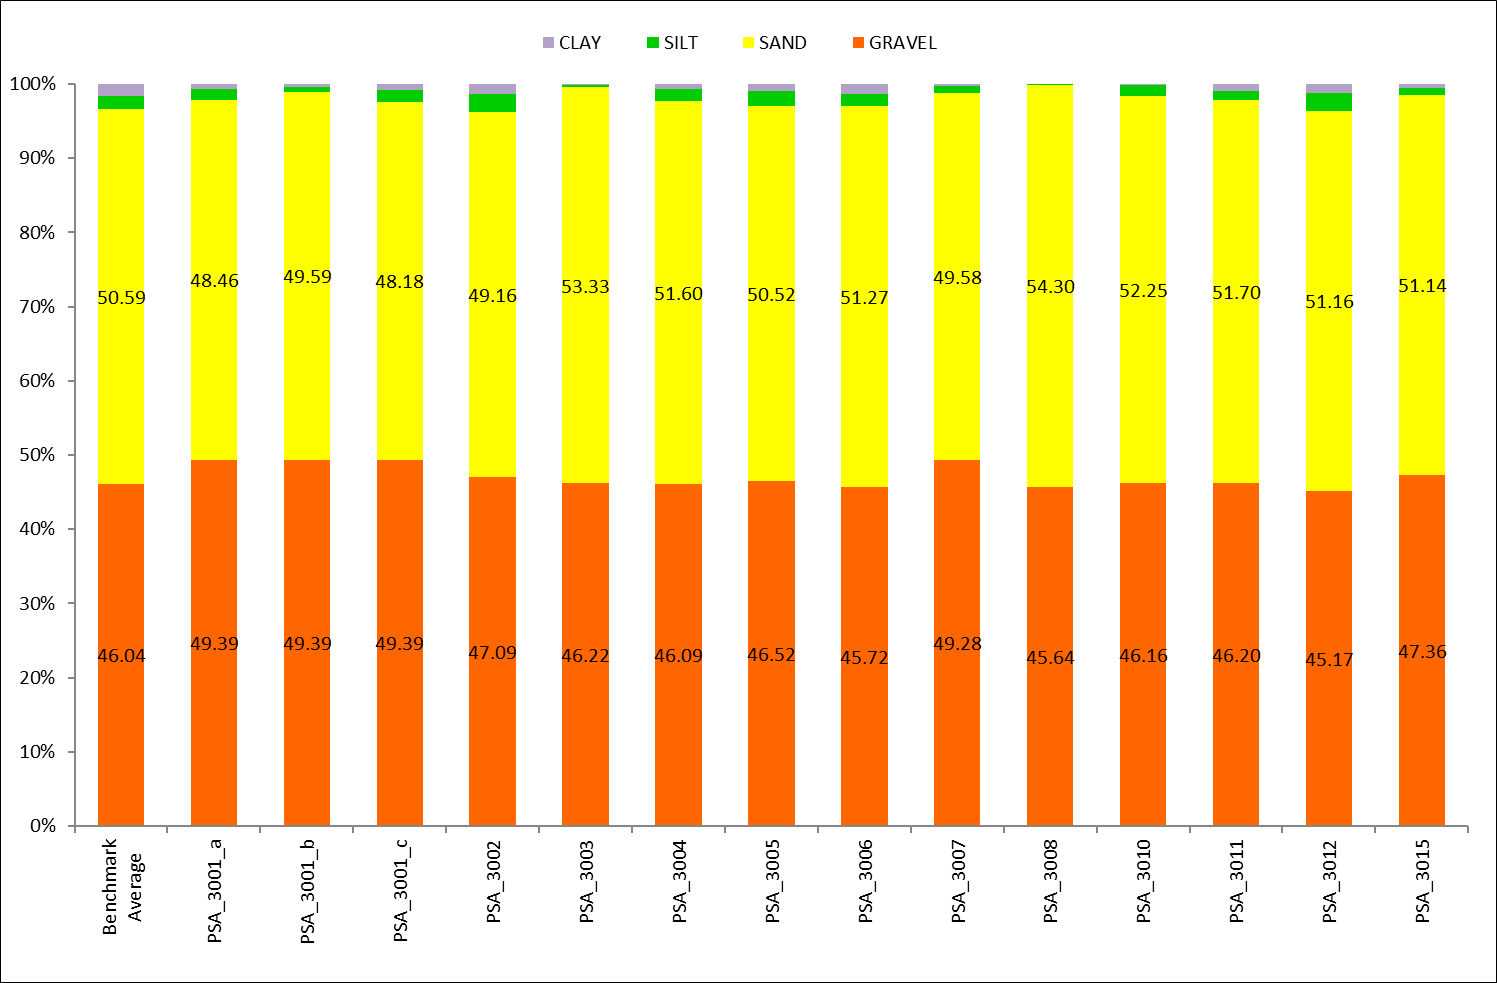 CLAY SILT SAND GRAVEL
100%
90%
80%
70%
60%
50%
40%
30%
20%
10%
0%
50.59 48.46 49.59 48.18 49.16 53.33 51.60 50.52 51.27 49.58 54.30 52.25 51.70 51.16 51.14
46.04 49.39 49.39 49.39 47.09 46.22 46.09 46.52 45.72 49.28 45.64 46.16 46.20 45.17 47.36
Benchmark
Average
PSA_3001_a
PSA_3001_b
PSA_3001_c
PSA_3002
PSA_3003
PSA_3004
PSA_3005
PSA_3006
PSA_3007
PSA_3008
PSA_3010
PSA_3011
PSA_3012
PSA_3015